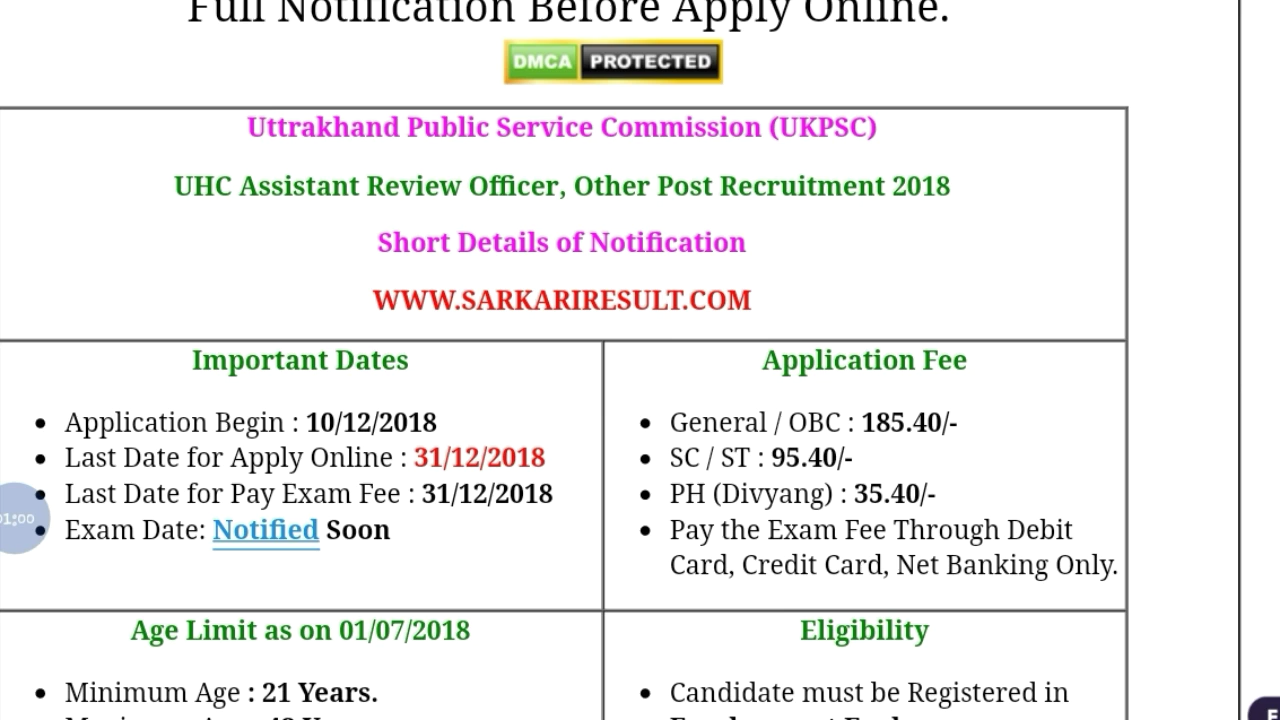 Full Notification Before Apply Online.
DMCA PROTECTED
Uttrakhand Public Service Commission (UKPSC)
UHC Assistant Review Officer, Other Post Recruitment 2018
Short Details of Notification
WWW.SARKARIRESULT.COM
Important Dates
Application Begin : 10/12/2018
Last Date for Apply Online : 31/12/2018
Last Date for Pay Exam Fee : 31/12/2018
01:00
Exam Date: Notified Soon
Application Fee
General / OBC : 185.40/-
SC / ST : 95.40/-
PH (Divyang) : 35.40/-
Pay the Exam Fee Through Debit
Card, Credit Card, Net Banking Only.
Age Limit as on 01/07/2018
Minimum Age : 21 Years.
Eligibility
Candidate must be Registered in